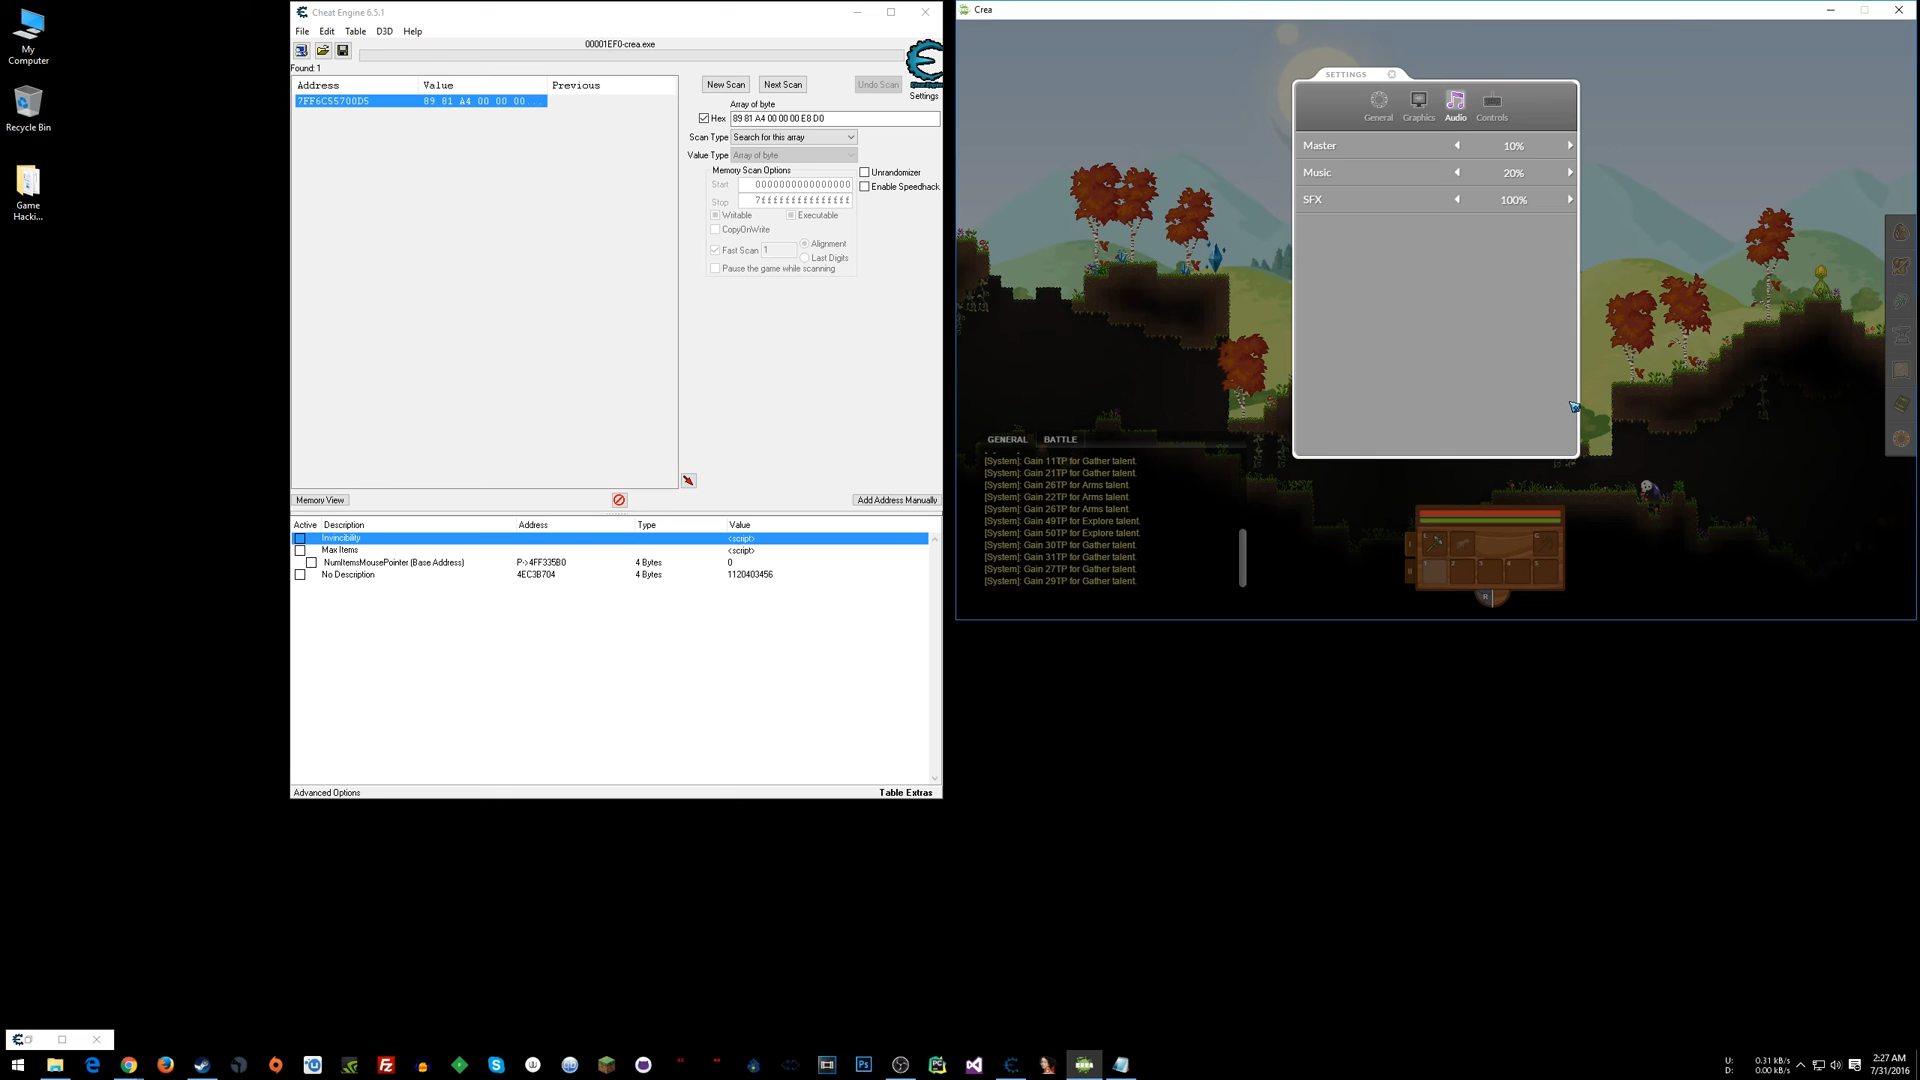 My
Computer
Recycle Bin
Game
Hacki...
Cheat Engine 6.5.1
File Edit Table D3D Help
00001EF0-crea.exe
Found: 1
Address Value Previous
7FF6C55700D5 89 81 A4 00 00 00...
New Scan Next Scan Undo Scan
Settings
Array of byte
Hex 89 81 A4 00 00 00 E8 D0
Scan Type Search for this array
Value Type Array of byte
Memory Scan Options
Start 0000000000000000
Stop 7fffffffffffffff
Writable Executable
CopyOnWrite
Fast Scan 1 Alignment
Last Digits
Pause the game while scanning
Unrandomizer
Enable Speedhack
Memory View Add Address Manually
Active Description Address Type Value
Invincibility <script>
Max Items <script>
NumItemsMousePointer (Base Address) P->4FF335B0 4 Bytes 0
No Description 4EC3B704 4 Bytes 1120403456
Advanced Options Table Extras
Crea
SETTINGS
General Graphics Audio Controls
Master 10%
Music 20%
SFX 100%
GENERAL BATTLE
[System]: Gain 11TP for Gather talent.
[System]: Gain 21TP for Gather talent.
[System]: Gain 26TP for Arms talent.
[System]: Gain 22TP for Arms talent.
[System]: Gain 26TP for Arms talent.
[System]: Gain 49TP for Explore talent.
[System]: Gain 50TP for Explore talent.
[System]: Gain 30TP for Gather talent.
[System]: Gain 31TP for Gather talent.
[System]: Gain 27TP for Gather talent.
[System]: Gain 29TP for Gather talent.
1 2 3 4 5
R
U: 0.31 kB/s
D: 0.00 kB/s
2:27 AM
7/31/2016